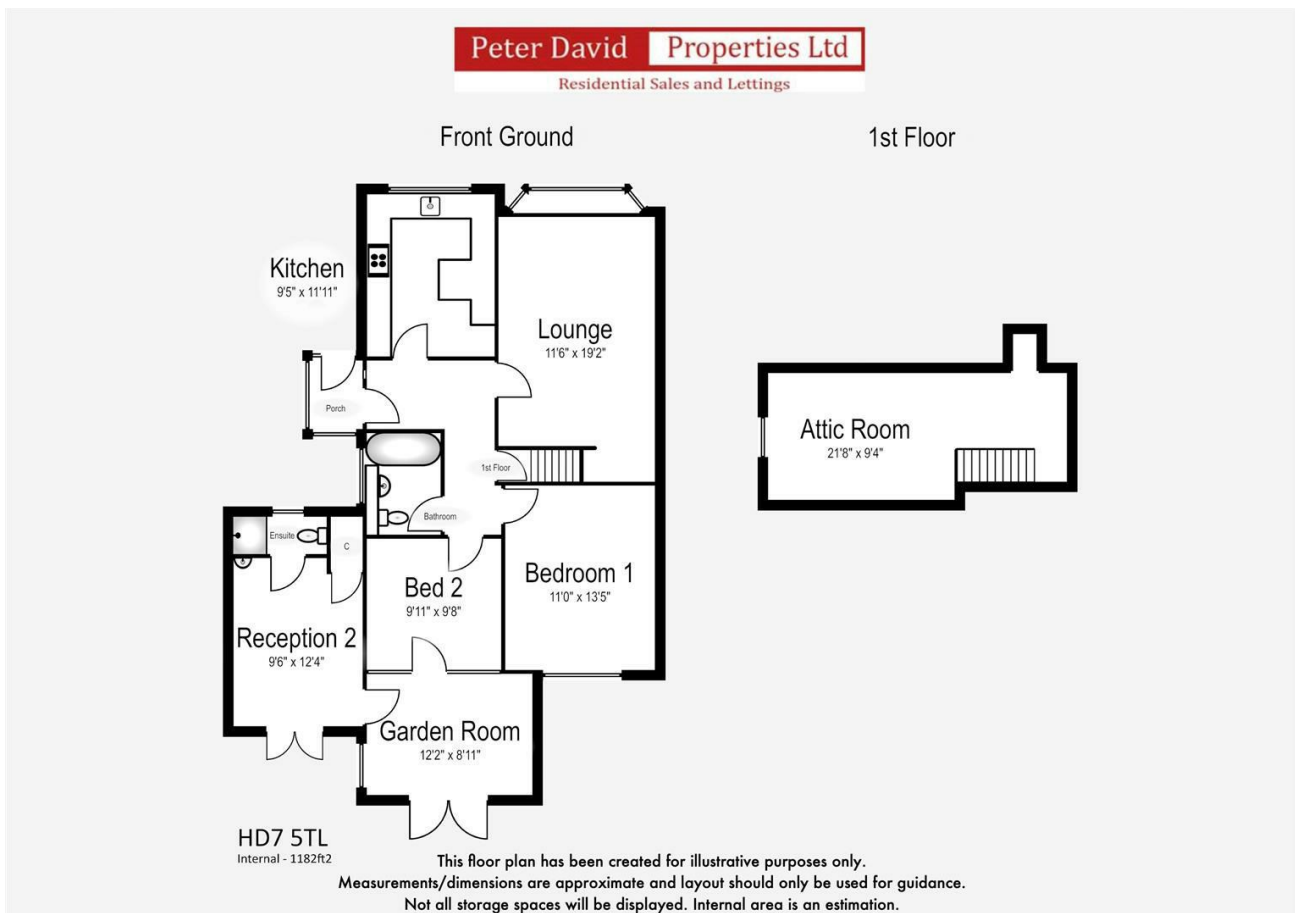 Peter David Properties Ltd
Residential Sales and Lettings
Front Ground
1st Floor
Kitchen
9'5" x 11'11"
Lounge
11'6" x 19'2"
Porch
1st Floor
Bathroom
Ensuite
C
Bed 2
9'11" x 9'8"
Bedroom 1
11'0" x 13'5"
Reception 2
9'6" x 12'4"
Garden Room
12'2" x 8'11"
Attic Room
21'8" x 9'4"
HD7 5TL
Internal - 1182ft2
This floor plan has been created for illustrative purposes only.
Measurements/dimensions are approximate and layout should only be used for guidance.
Not all storage spaces will be displayed. Internal area is an estimation.